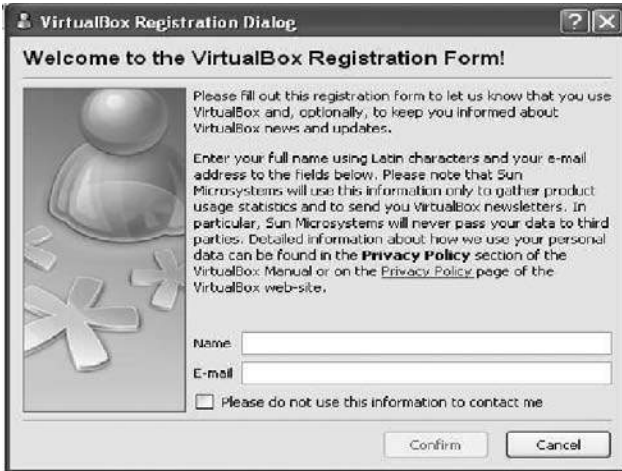 VirtualBox Registration Dialog
Welcome to the VirtualBox Registration Form!
Please fill out this registration form to let us know that you use
VirtualBox and, optionally, to keep you informed about
VirtualBox news and updates.
Enter your full name using Latin characters and your e-mail
address to the fields below. Please note that Sun
Microsystems will use this information only to gather product
usage statistics and to send you VirtualBox newsletters. In
particular, Sun Microsystems will never pass your data to third
parties. Detailed information about how we use your personal
data can be found in the Privacy Policy section of the
VirtualBox Manual or on the Privacy Policy page of the
VirtualBox web-site.
Name
E-mail
Please do not use this information to contact me
Confirm
Cancel